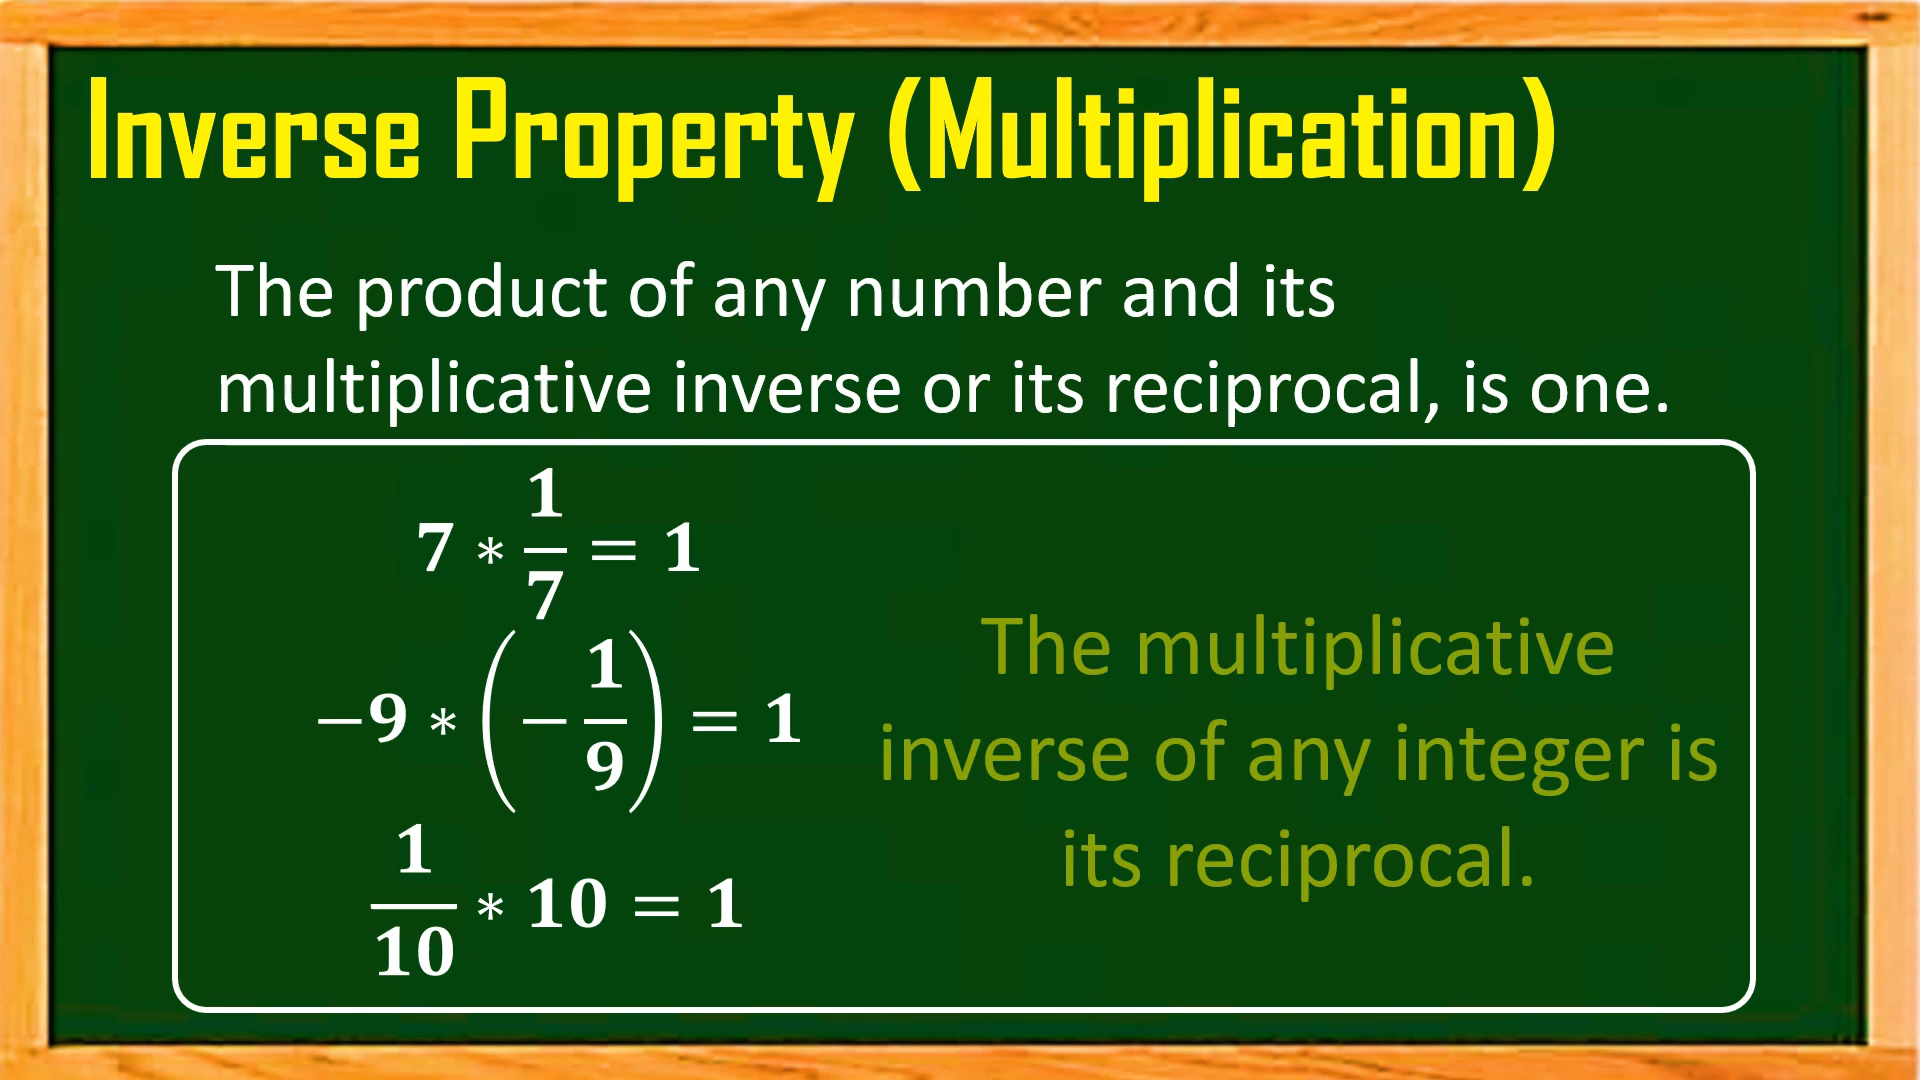 Inverse Property (Multiplication)
The product of any number and its
multiplicative inverse or its reciprocal, is one.
7 * 1/7 = 1
−9 * (−1/9) = 1
1/10 * 10 = 1
The multiplicative
inverse of any integer is
its reciprocal.